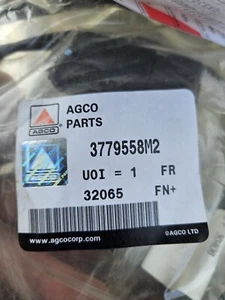 AGCO
PARTS
AGCO
3779558M2
UOI = 1 FR
32065 FN+
www.agcocorp.com
©AGCO LTD